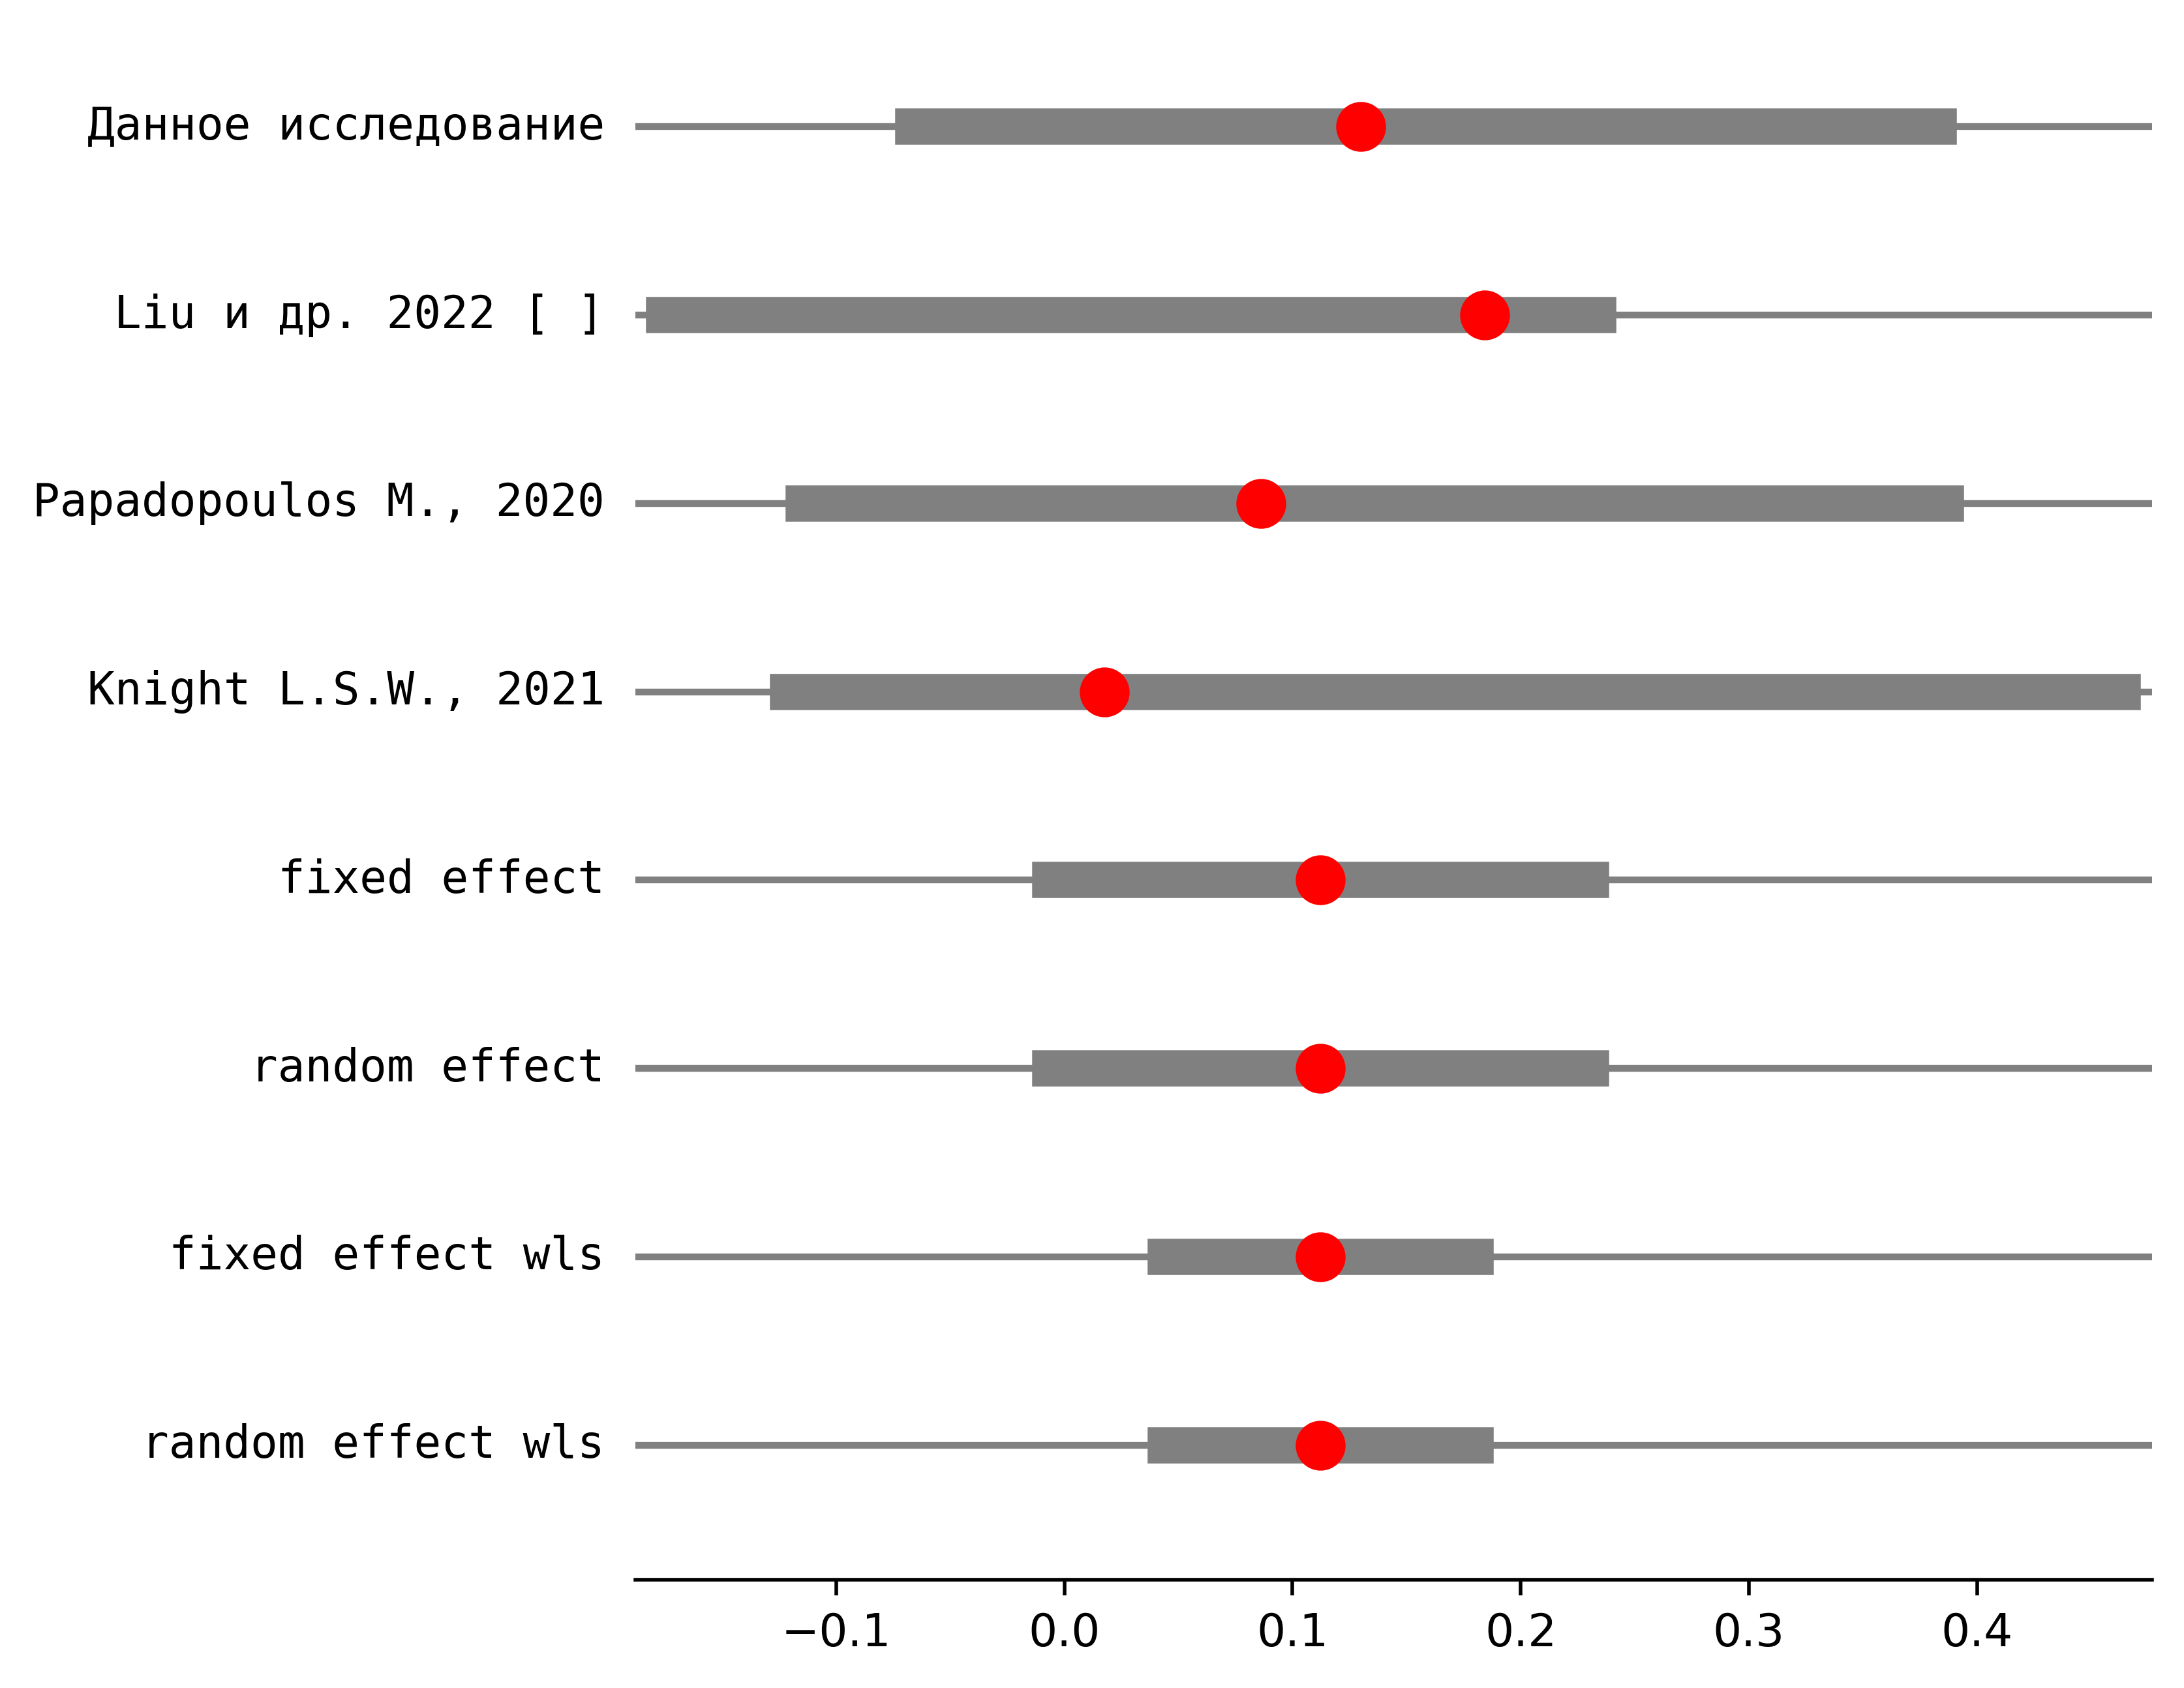 Данное исследование
Liu и др. 2022 [ ]
Papadopoulos M., 2020
Knight L.S.W., 2021
fixed effect
random effect
fixed effect wls
random effect wls
−0.1 0.0 0.1 0.2 0.3 0.4